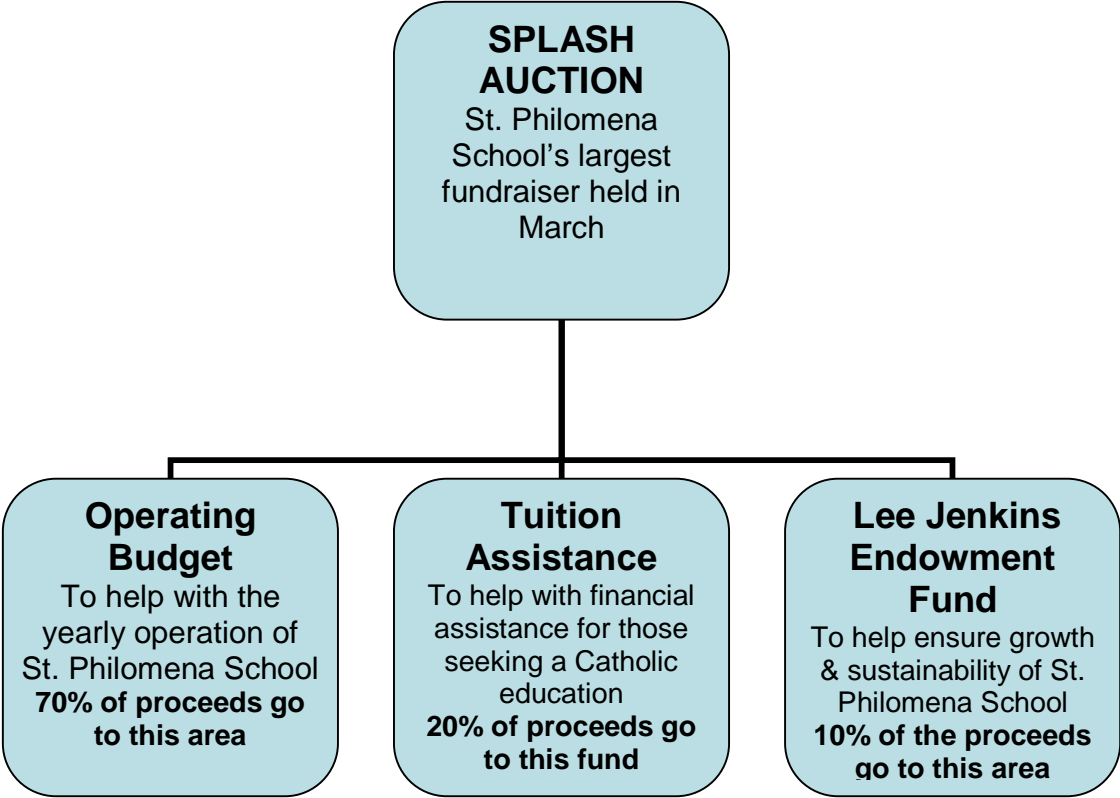 SPLASH
AUCTION
St. Philomena
School’s largest
fundraiser held in
March
Operating
Budget
To help with the
yearly operation of
St. Philomena School
70% of proceeds go
to this area
Tuition
Assistance
To help with financial
assistance for those
seeking a Catholic
education
20% of proceeds go
to this fund
Lee Jenkins
Endowment
Fund
To help ensure growth
& sustainability of St.
Philomena School
10% of the proceeds
go to this area